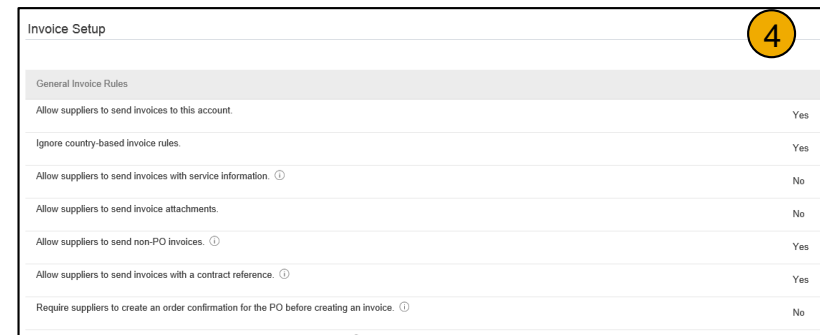 Invoice Setup
4
General Invoice Rules
Allow suppliers to send invoices to this account. Yes
Ignore country-based invoice rules. Yes
Allow suppliers to send invoices with service information. No
Allow suppliers to send invoice attachments. No
Allow suppliers to send non-PO invoices. Yes
Allow suppliers to send invoices with a contract reference. Yes
Require suppliers to create an order confirmation for the PO before creating an invoice. No